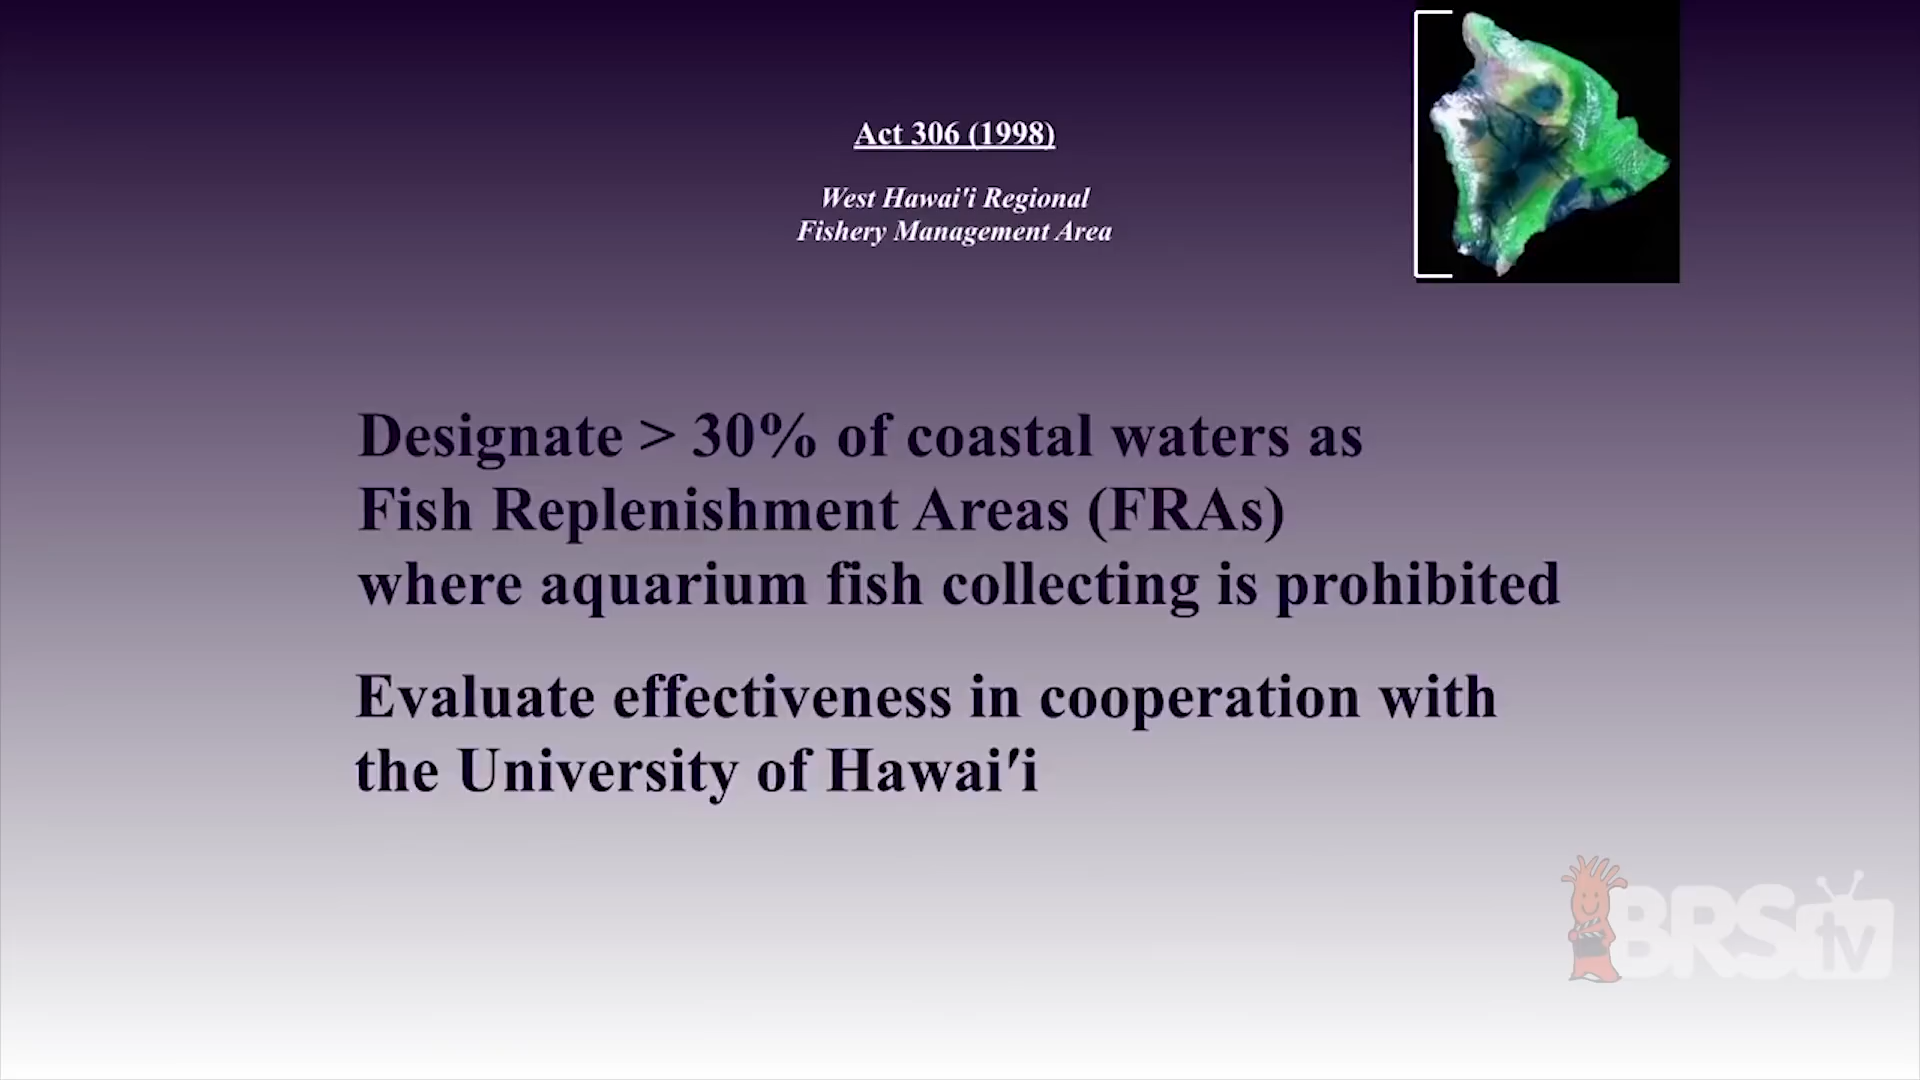 Act 306 (1998)
West Hawai'i Regional
Fishery Management Area
Designate > 30% of coastal waters as
Fish Replenishment Areas (FRAs)
where aquarium fish collecting is prohibited
Evaluate effectiveness in cooperation with
the University of Hawai'i
BRStv